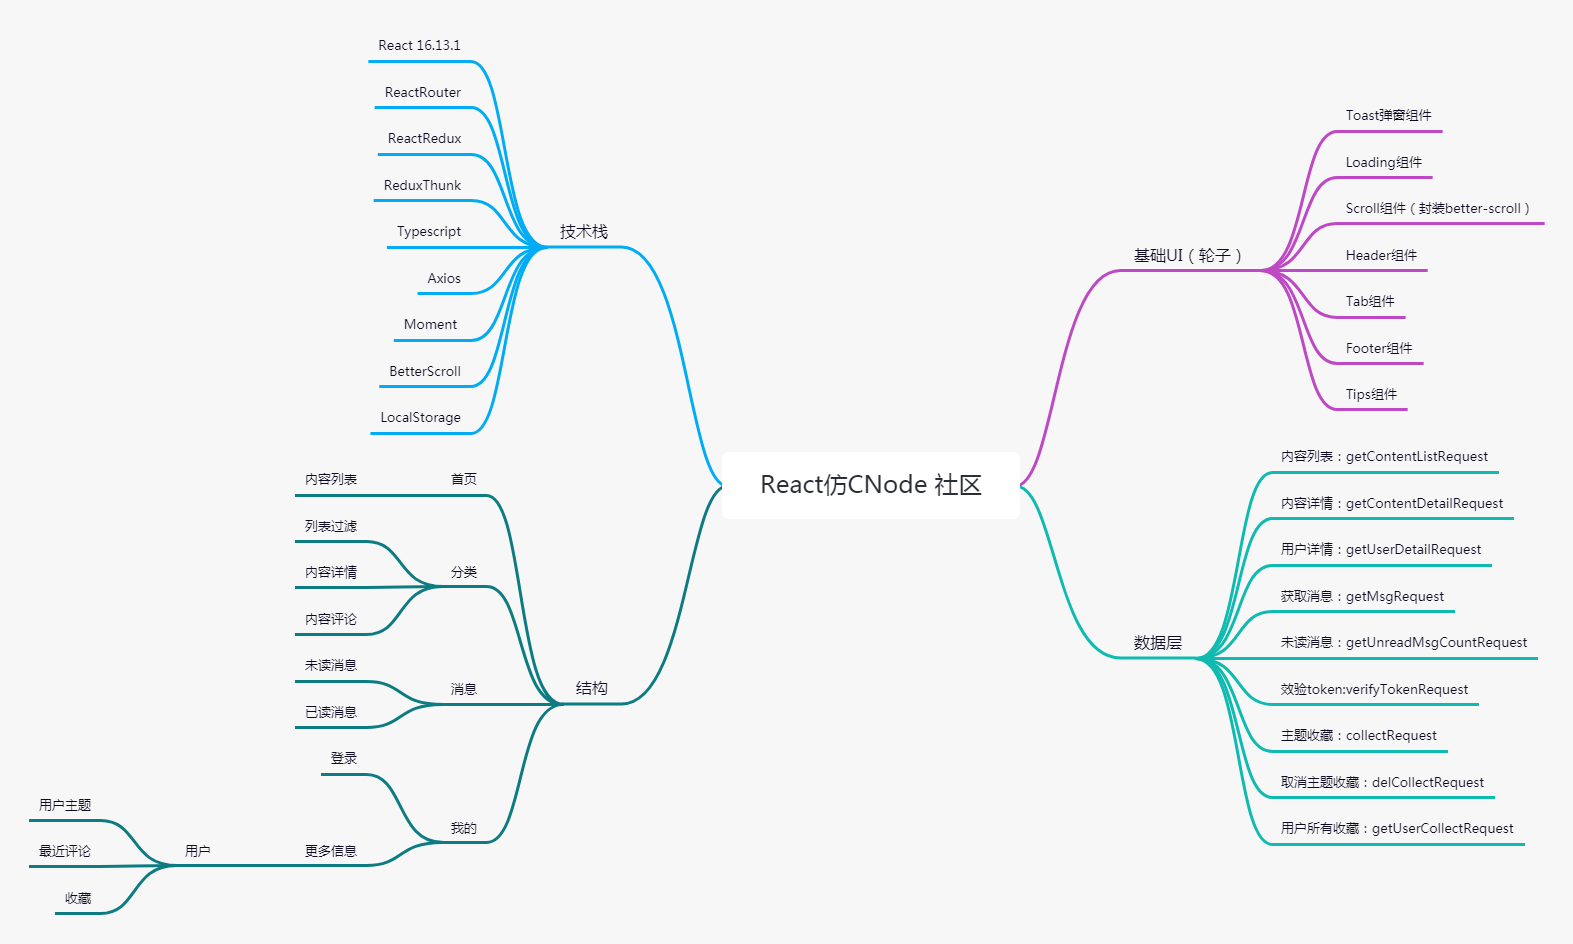 React仿CNode 社区
技术栈
React 16.13.1
ReactRouter
ReactRedux
ReduxThunk
Typescript
Axios
Moment
BetterScroll
LocalStorage
结构
首页
内容列表
分类
列表过滤
内容详情
内容评论
消息
未读消息
已读消息
我的
登录
更多信息
用户
用户主题
最近评论
收藏
基础UI（轮子）
Toast弹窗组件
Loading组件
Scroll组件（封装better-scroll）
Header组件
Tab组件
Footer组件
Tips组件
数据层
内容列表：getContentListRequest
内容详情：getContentDetailRequest
用户详情：getUserDetailRequest
获取消息：getMsgRequest
未读消息：getUnreadMsgCountRequest
效验token:verifyTokenRequest
主题收藏：collectRequest
取消主题收藏：delCollectRequest
用户所有收藏：getUserCollectRequest